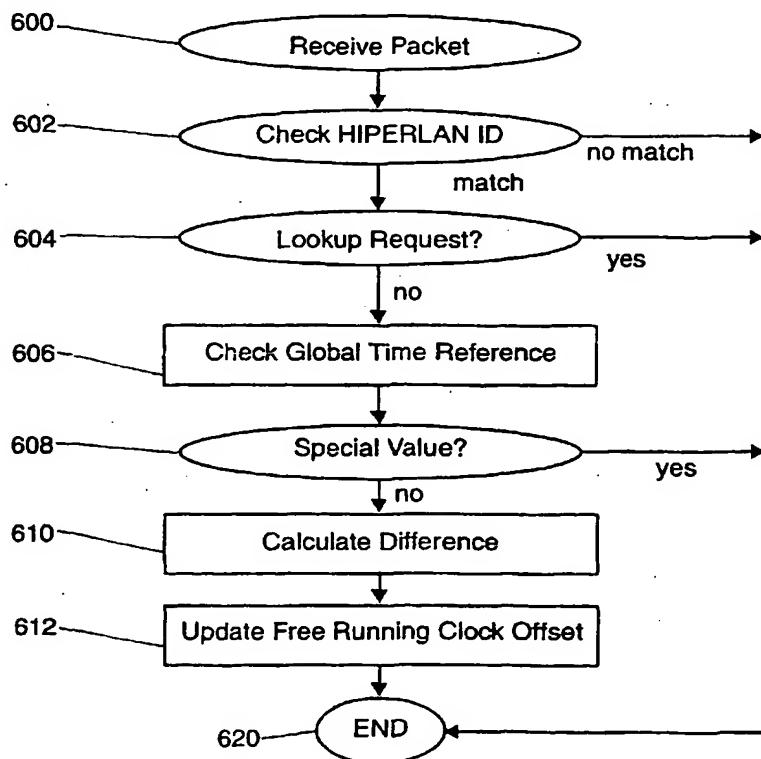 600
Receive Packet
602
Check HIPERLAN ID
no match
match
604
Lookup Request?
yes
no
606
Check Global Time Reference
608
Special Value?
yes
no
610
Calculate Difference
612
Update Free Running Clock Offset
620
END